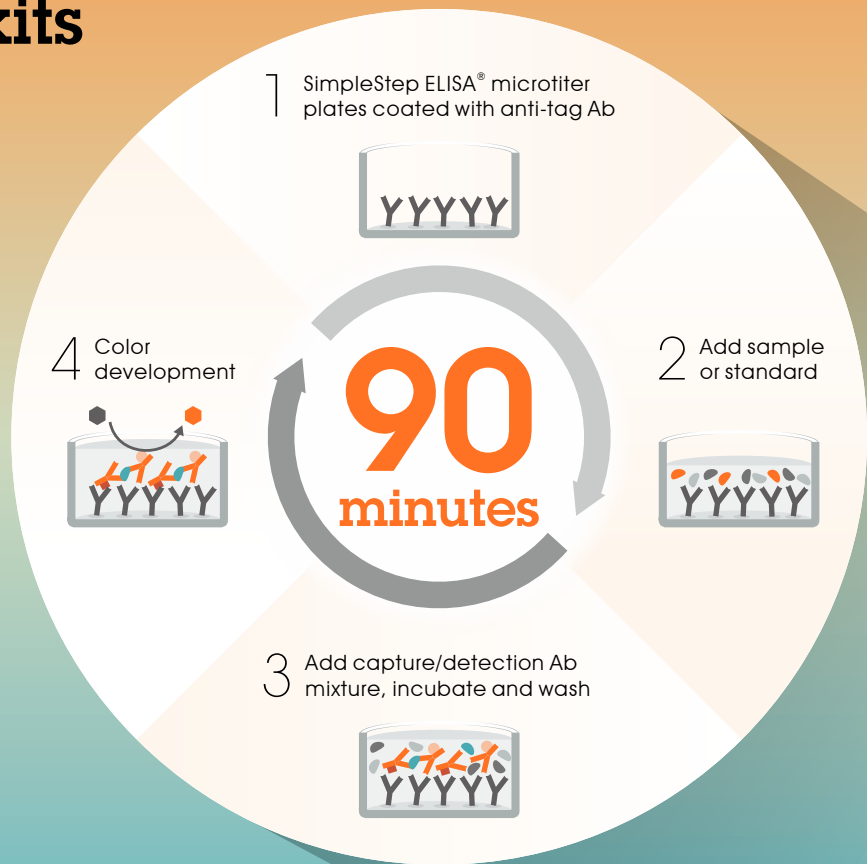 1 SimpleStep ELISA® microtiter
plates coated with anti-tag Ab
2 Add sample
or standard
3 Add capture/detection Ab
mixture, incubate and wash
4 Color
development
90
minutes